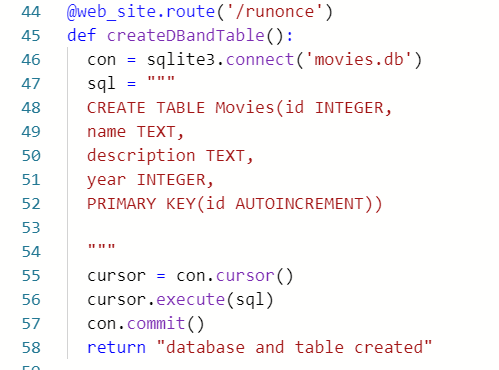 44 @web_site.route('/runonce')
45 def createDBandTable():
46   con = sqlite3.connect('movies.db')
47   sql = """
48   CREATE TABLE Movies(id INTEGER,
49   name TEXT,
50   description TEXT,
51   year INTEGER,
52   PRIMARY KEY(id AUTOINCREMENT))
53
54   """
55   cursor = con.cursor()
56   cursor.execute(sql)
57   con.commit()
58   return "database and table created"